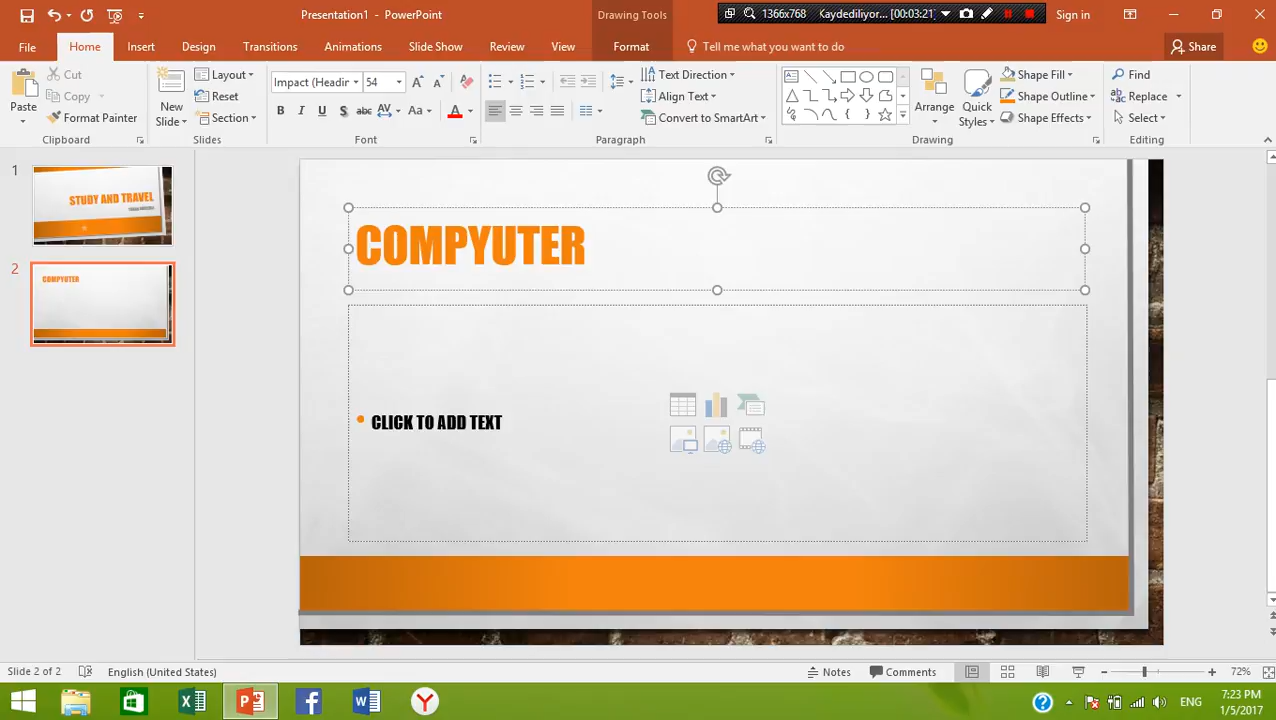 Presentation1 - PowerPoint
Drawing Tools
1366x768 Kaydediliyor... [00:03:21]
Sign in
File Home Insert Design Transitions Animations Slide Show Review View Format Tell me what you want to do Share
Paste
Cut
Copy
Format Painter
Clipboard
New Slide
Layout
Reset
Section
Slides
Impact (Headir 54
B I U S abc AV Aa A
Font
Text Direction
Align Text
Convert to SmartArt
Paragraph
Arrange
Quick Styles
Shape Fill
Shape Outline
Shape Effects
Drawing
Find
Replace
Select
Editing
1
STUDY AND TRAVEL
2
COMPYUTER
COMPYUTER
CLICK TO ADD TEXT
Slide 2 of 2 English (United States) Notes Comments 72%
ENG
7:23 PM
1/5/2017